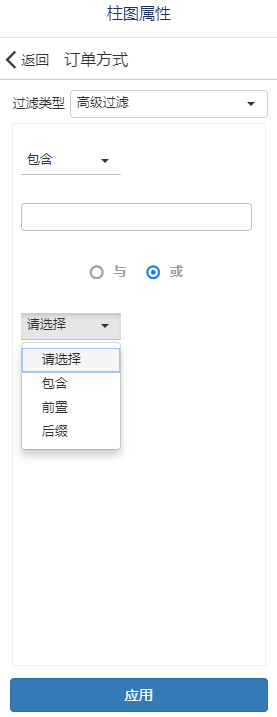 柱图属性
返回 订单方式
过滤类型 高级过滤
包含
与 或
请选择
请选择
包含
前置
后缀
应用